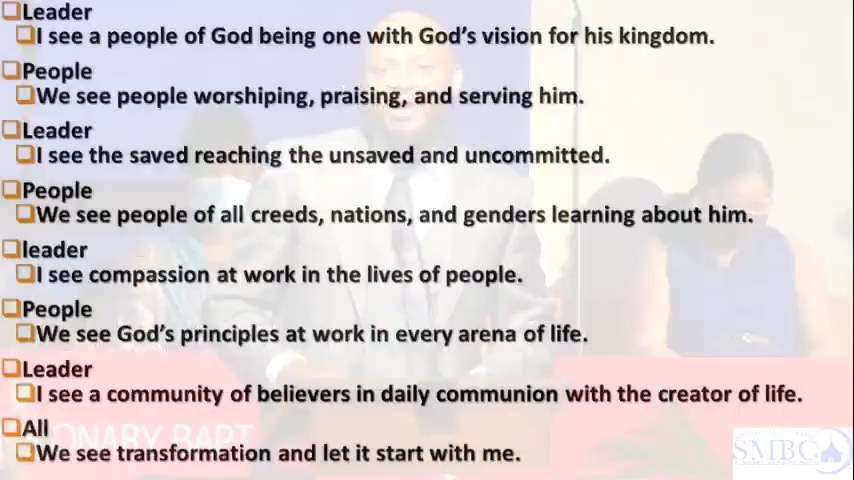 Leader
I see a people of God being one with God's vision for his kingdom.
People
We see people worshiping, praising, and serving him.
Leader
I see the saved reaching the unsaved and uncommitted.
People
We see people of all creeds, nations, and genders learning about him.
leader
I see compassion at work in the lives of people.
People
We see God's principles at work in every arena of life.
Leader
I see a community of believers in daily communion with the creator of life.
All
We see transformation and let it start with me.
IONARY BAPT
SMBC